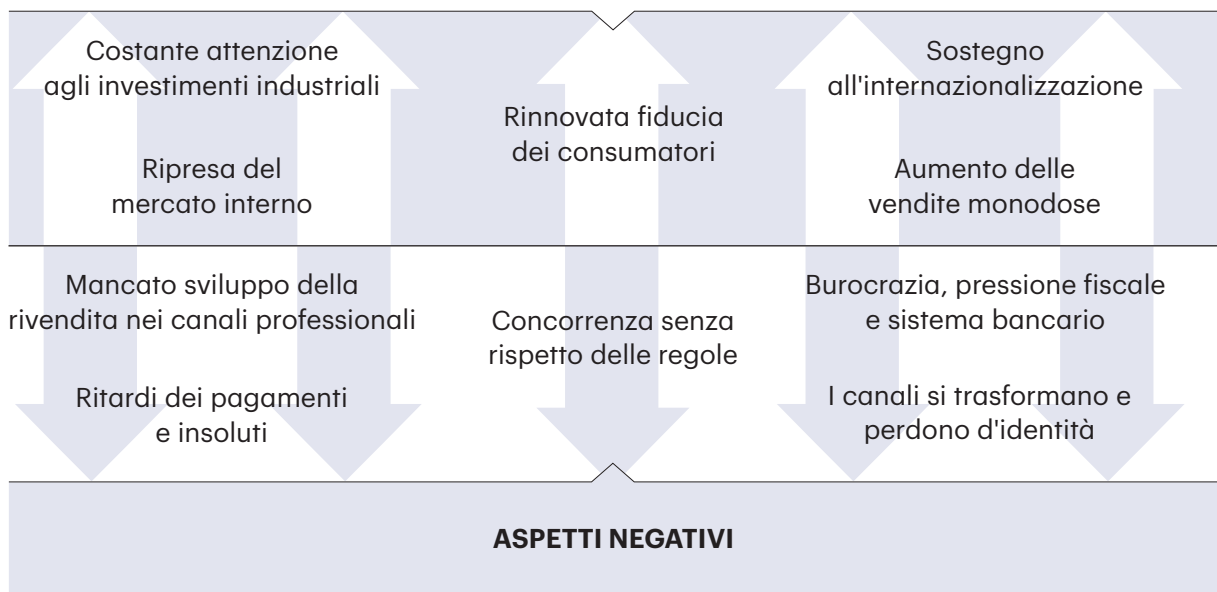 Costante attenzione
agli investimenti industriali
Ripresa del
mercato interno
Rinnovata fiducia
dei consumatori
Sostegno
all'internazionalizzazione
Aumento delle
vendite monodose
Mancato sviluppo della
rivendita nei canali professionali
Ritardi dei pagamenti
e insoluti
Concorrenza senza
rispetto delle regole
Burocrazia, pressione fiscale
e sistema bancario
I canali si trasformano e
perdono d'identità
ASPETTI NEGATIVI